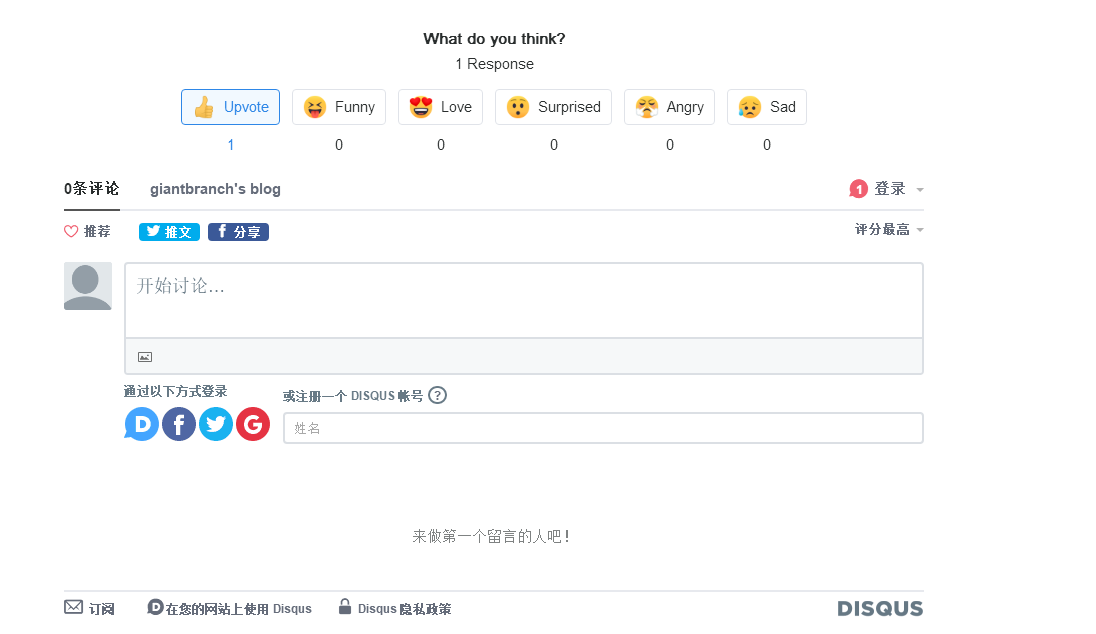 What do you think?
1 Response
Upvote Funny Love Surprised Angry Sad
1 0 0 0 0 0
0条评论 giantbranch's blog 1 登录
推荐 推文 分享 评分最高
开始讨论...
通过以下方式登录 或注册一个 DISQUS 帐号 ?
D f G
姓名
来做第一个留言的人吧!
订阅 D 在您的网站上使用 Disqus Disqus 隐私政策 DISQUS